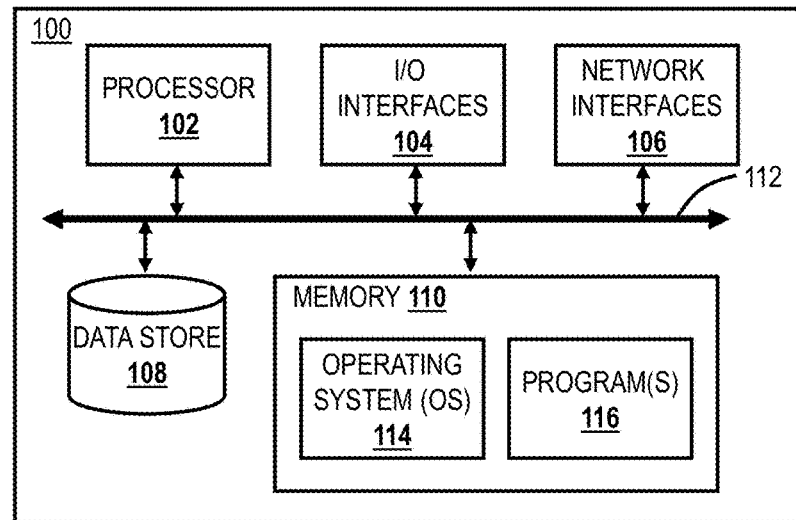 100
PROCESSOR
102
I/O
INTERFACES
104
NETWORK
INTERFACES
106
112
DATA STORE
108
MEMORY 110
OPERATING
SYSTEM (OS)
114
PROGRAM(S)
116